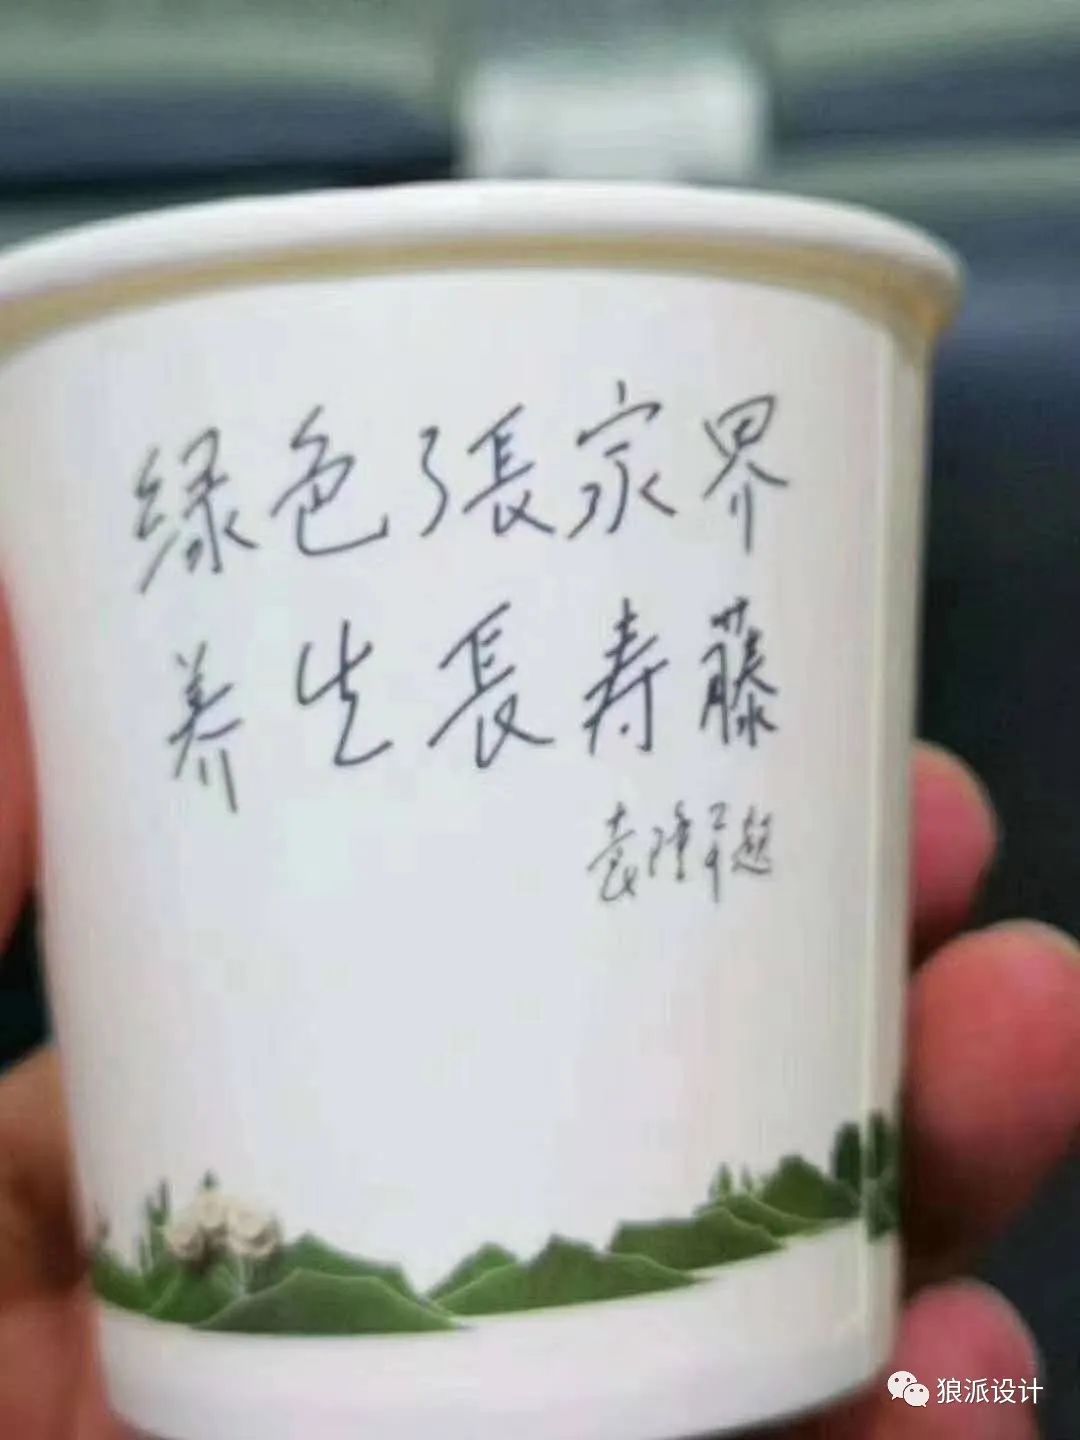 绿色張家界
养生長寿藤
袁隆平题
狼派设计